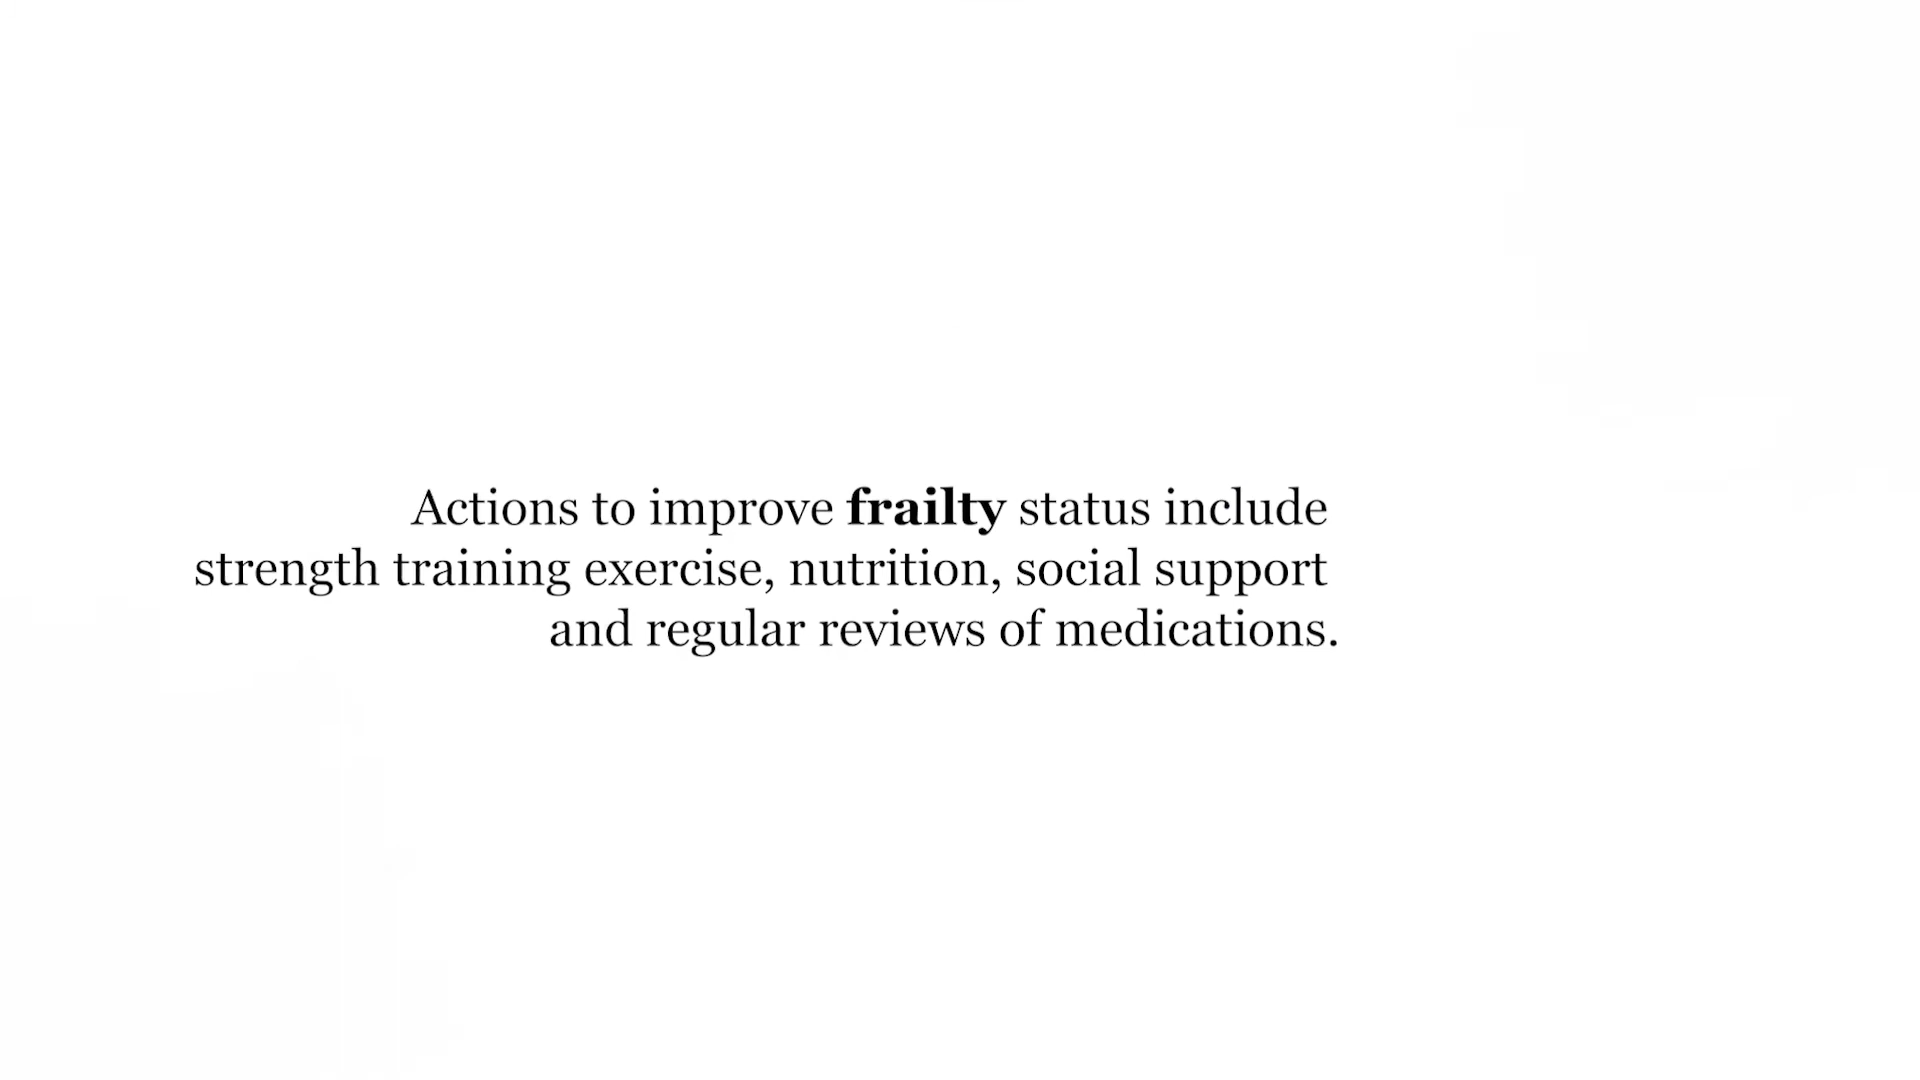 Actions to improve frailty status include
strength training exercise, nutrition, social support
and regular reviews of medications.